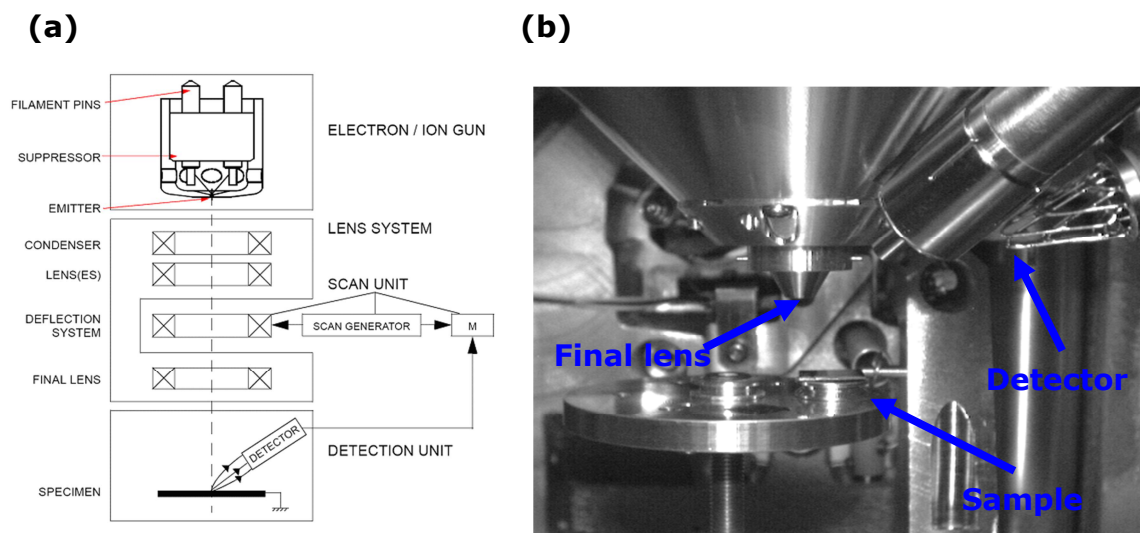 (a)
(b)
FILAMENT PINS
ELECTRON / ION GUN
SUPPRESSOR
EMITTER
LENS SYSTEM
CONDENSER
LENS(ES)
SCAN UNIT
DEFLECTION
SYSTEM
SCAN GENERATOR
M
FINAL LENS
DETECTOR
DETECTION UNIT
SPECIMEN
Final lens
Detector
Sample